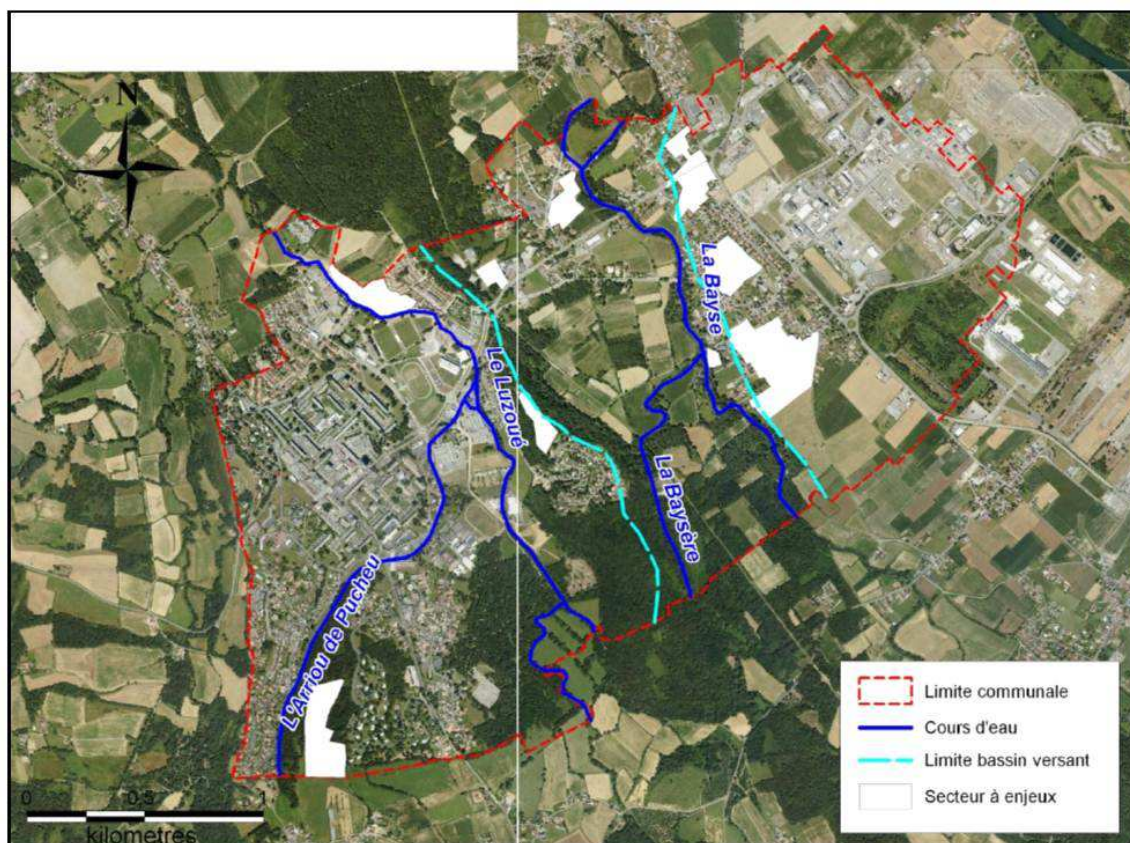 N
La Bayse
Le Luzoué
La Baysère
L'Arriou de Pucheu
Limite communale
Cours d'eau
Limite bassin versant
Secteur à enjeux
0 0,5 1
kilometres